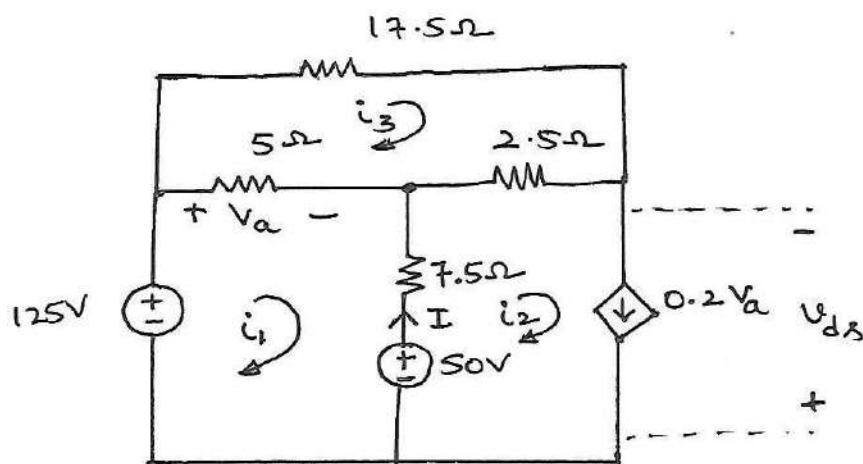 17.5Ω
i₃
5Ω
2.5Ω
+ Va -
-
7.5Ω
125V
+
-
i₁
I
i₂
0.2Va
vds
+
-
50V
+